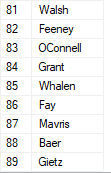 81 Walsh
82 Feeney
83 OConnell
84 Grant
85 Whalen
86 Fay
87 Mavris
88 Baer
89 Gietz